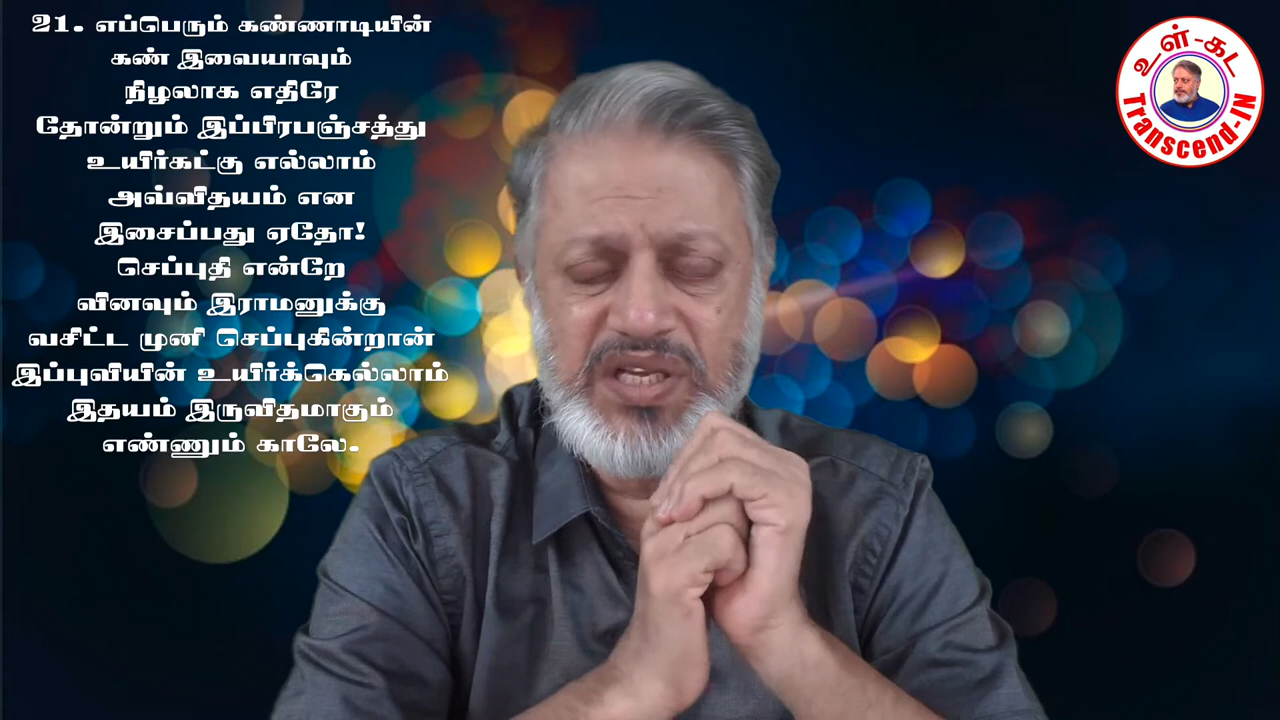 21. எப்பெரும் கண்ணாடியின்
கண் இவையாவும்
நிழலாக எதிரே
தோன்றும் இப்பிரபஞ்சத்து
உயிர்கட்கு எல்லாம்
அவ்விதயம் என
இசைப்பது ஏதோ!
செப்புதி என்றே
வினவும் இராமனுக்கு
வசிட்ட முனி செப்புகின்றான்
இப்புவியின் உயிர்க்கெல்லாம்
இதயம் இருவிதமாகும்
எண்ணும் காலே.
உள்-கட
Transcend-IN